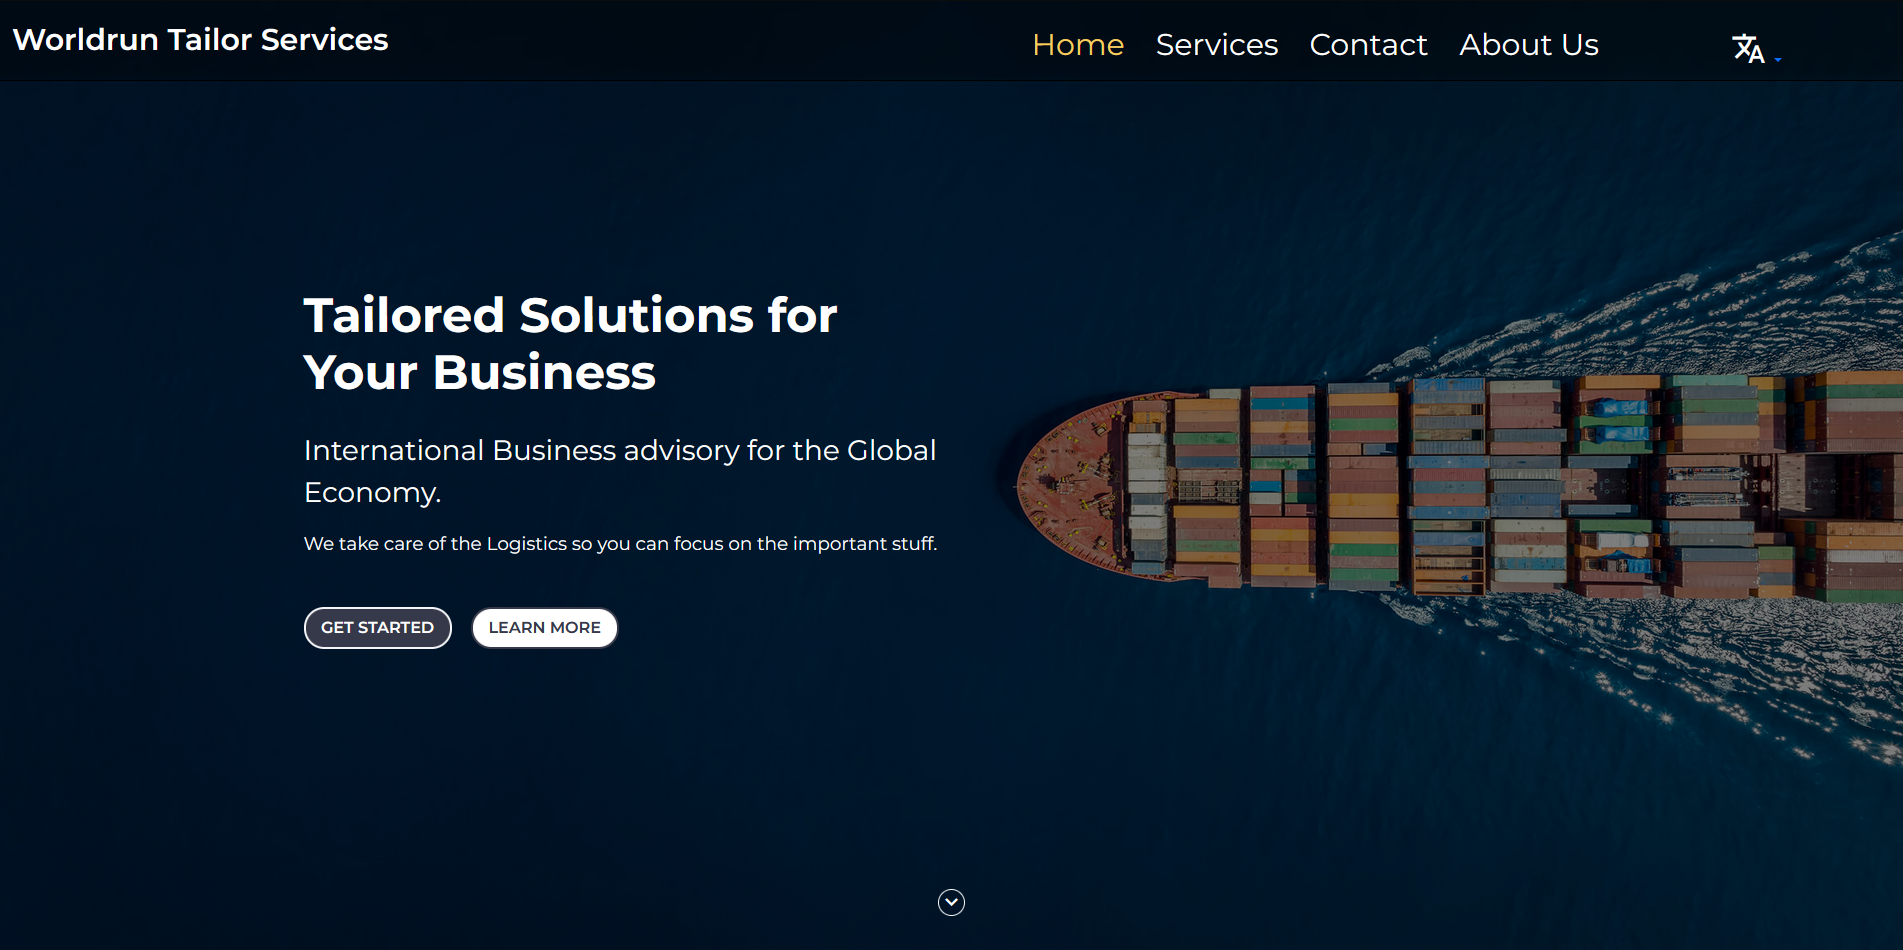 Worldrun Tailor Services
Home Services Contact About Us
文A
Tailored Solutions for
Your Business
International Business advisory for the Global
Economy.
We take care of the Logistics so you can focus on the important stuff.
GET STARTED LEARN MORE